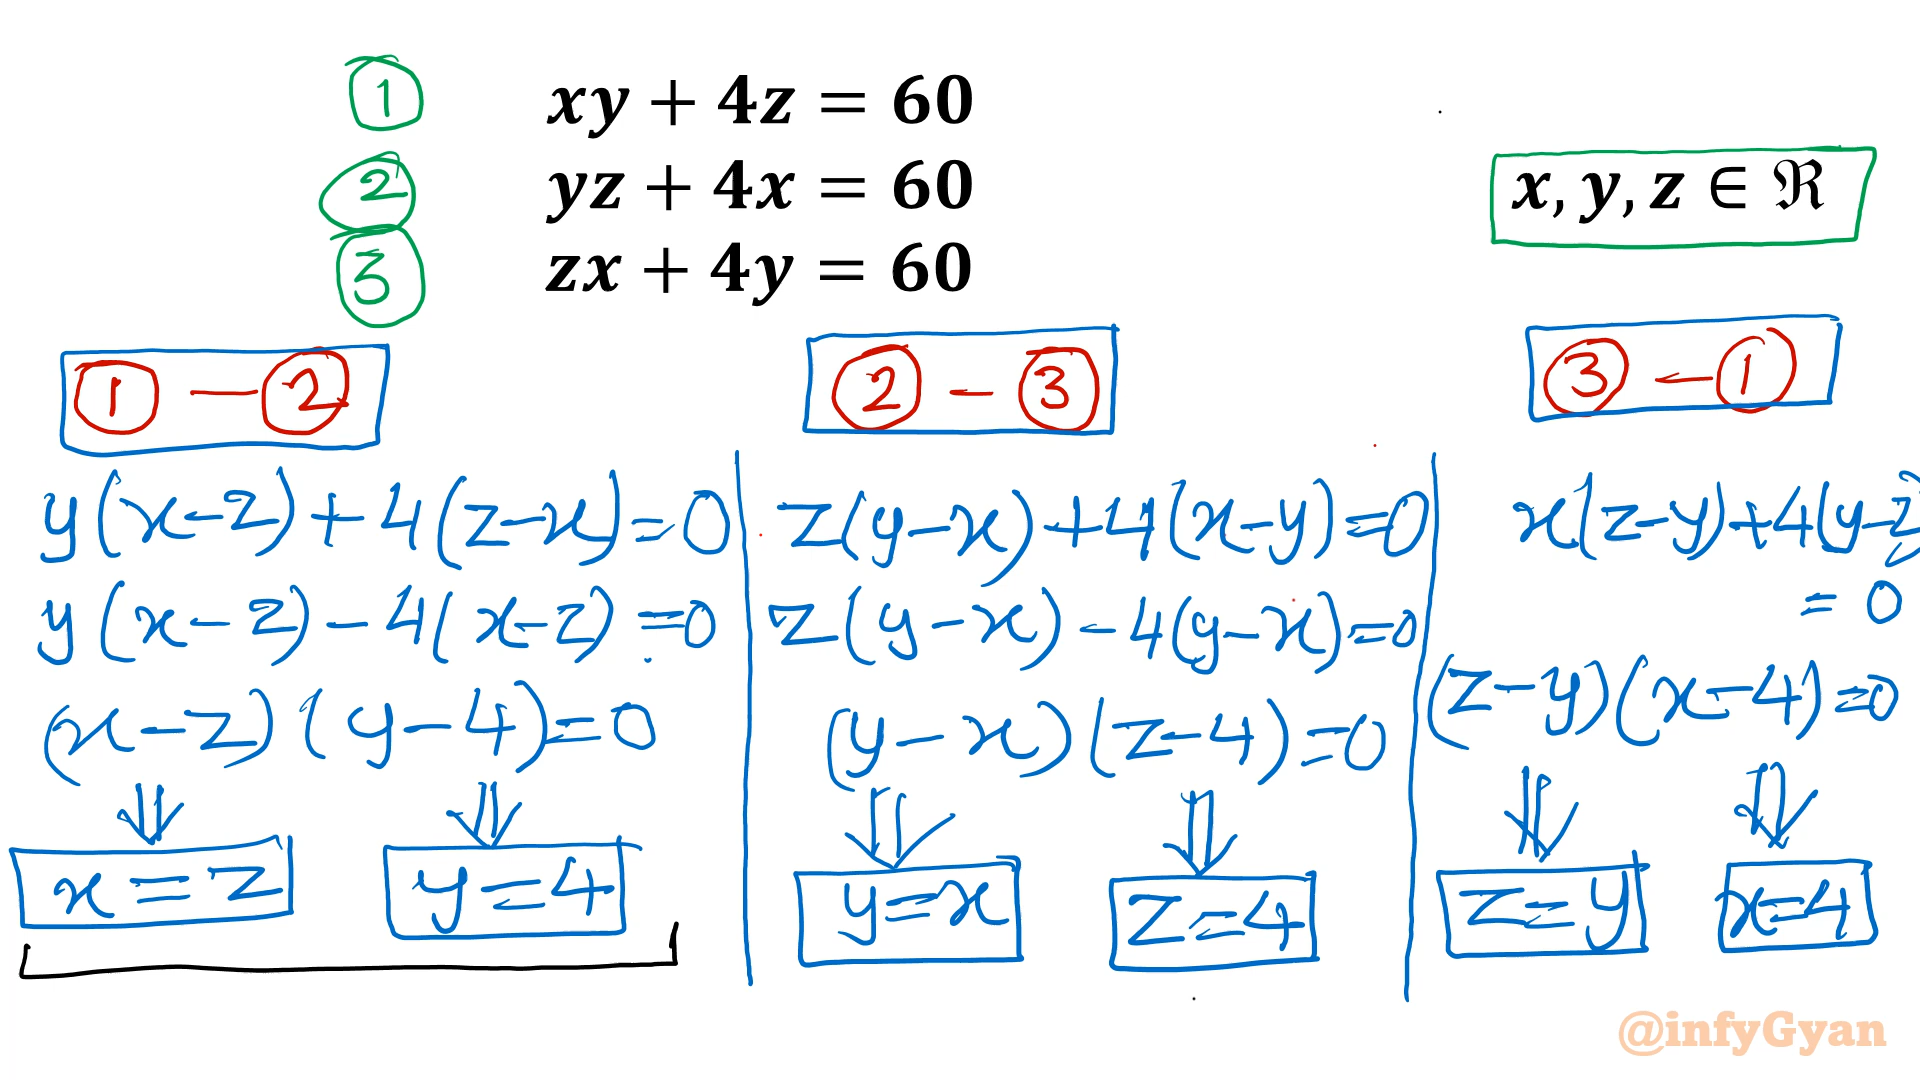 ① xy + 4z = 60
② yz + 4x = 60
③ zx + 4y = 60
x, y, z ∈ ℜ
① − ②
y(x−z)+4(z−x)=0
y(x−z)−4(x−z)=0
(x−z)(y−4)=0
x=z
y=4
② − ③
z(y−x)+4(x−y)=0
z(y−x)−4(y−x)=0
(y−x)(z−4)=0
y=x
z=4
③ − ①
x(z−y)+4(y−z)
= 0
(z−y)(x−4)=0
z=y
x=4
@infyGyan